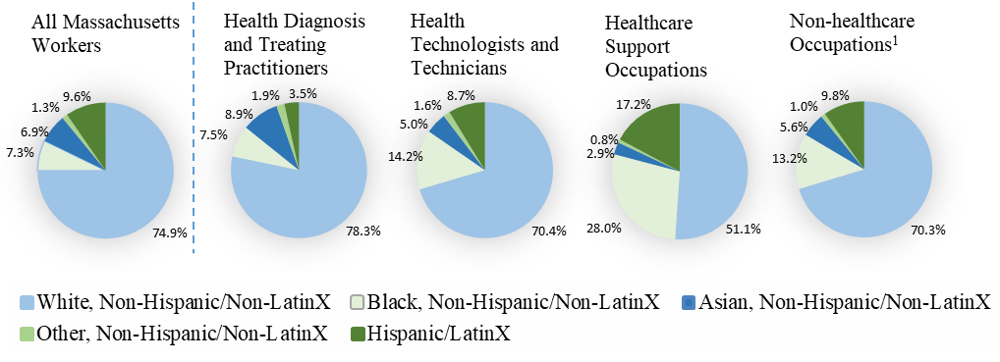 All Massachusetts
Workers
Health Diagnosis
and Treating
Practitioners
Health
Technologists and
Technicians
Healthcare
Support
Occupations
Non-healthcare
Occupations1
1.3%
9.6%
6.9%
7.3%
74.9%
1.9%
3.5%
8.9%
7.5%
78.3%
1.6%
8.7%
5.0%
14.2%
70.4%
17.2%
0.8%
2.9%
28.0%
51.1%
1.0%
9.8%
5.6%
13.2%
70.3%
White, Non-Hispanic/Non-LatinX
Black, Non-Hispanic/Non-LatinX
Asian, Non-Hispanic/Non-LatinX
Other, Non-Hispanic/Non-LatinX
Hispanic/LatinX